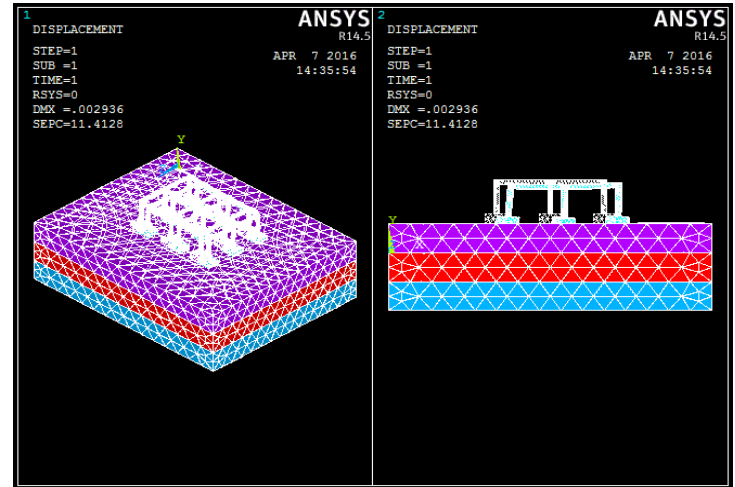 1
DISPLACEMENT
STEP=1
SUB =1
TIME=1
RSYS=0
DMX =.002936
SEPC=11.4128
ANSYS
R14.5
APR 7 2016
14:35:54
Y
2
DISPLACEMENT
STEP=1
SUB =1
TIME=1
RSYS=0
DMX =.002936
SEPC=11.4128
ANSYS
R14.5
APR 7 2016
14:35:54
Y
X